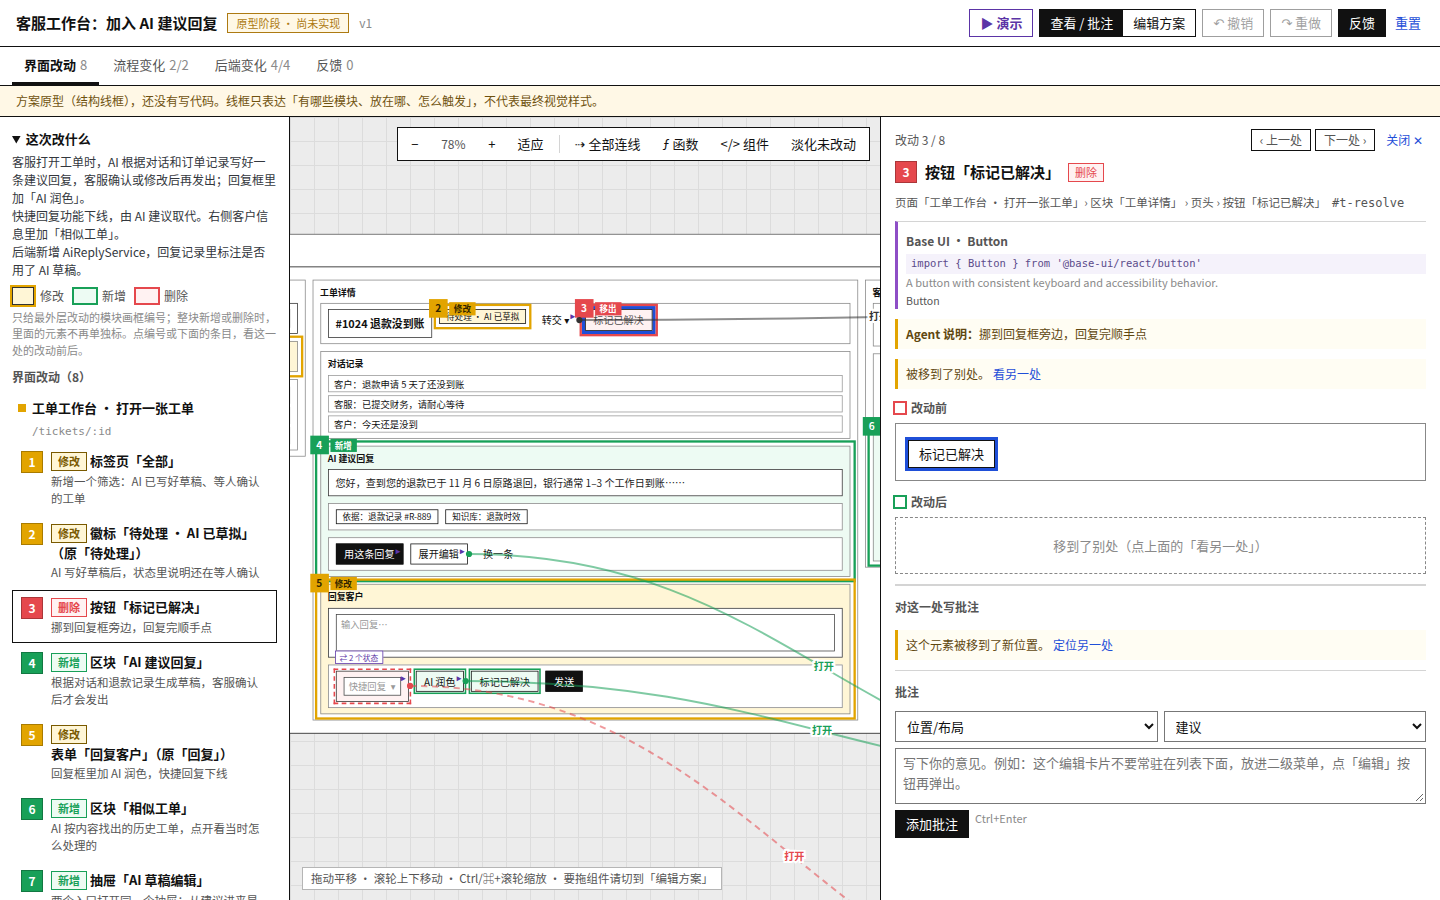 客服工作台：加入 AI 建议回复 原型阶段 · 尚未实现 v1
▶ 演示 查看 / 批注 编辑方案 ↶ 撤销 ↷ 重做 反馈 重置
界面改动 8 流程变化 2/2 后端变化 4/4 反馈 0
方案原型（结构线框），还没有写代码。线框只表达「有哪些模块、放在哪、怎么触发」，不代表最终视觉样式。
▼ 这次改什么
客服打开工单时，AI 根据对话和订单记录写好一
条建议回复，客服确认或修改后再发出；回复框里
加「AI 润色」。
快捷回复功能下线，由 AI 建议取代。右侧客户信
息里加「相似工单」。
后端新增 AiReplyService，回复记录里标注是否
用了 AI 草稿。
修改 新增 删除
只给最外层改动的模块画编号；整块新增或删除时，
里面的元素不再单独标。点编号或下面的条目，看这一
处的改动前后。
界面改动（8）
工单工作台 · 打开一张工单
/tickets/:id
1 修改 标签页「全部」
新增一个筛选：AI 已写好草稿、等人确认
的工单
2 修改 徽标「待处理 · AI 已草拟」
（原「待处理」）
AI 写好草稿后，状态里说明还在等人确认
3 删除 按钮「标记已解决」
挪到回复框旁边，回复完顺手点
4 新增 区块「AI 建议回复」
根据对话和退款记录生成草稿，客服确认
后才会发出
5 修改
表单「回复客户」（原「回复」）
回复框里加 AI 润色，快捷回复下线
6 新增 区块「相似工单」
AI 按内容找出的历史工单，点开看当时怎
么处理的
7 新增 抽屉「AI 草稿编辑」
− 78% + 适应 ⇢ 全部连线 ƒ 函数 </> 组件 淡化未改动
工单详情
#1024 退款没到账
2 修改
待处理 · AI 已草拟
转交 ▾
3 移出
标记已解决
打
客
对话记录
客户：退款申请 5 天了还没到账
客服：已提交财务，请耐心等待
客户：今天还是没到
4 新增
AI 建议回复
您好，查到您的退款已于 11 月 6 日原路退回，银行通常 1–3 个工作日到账⋯⋯
依据：退款记录 #R-889 知识库：退款时效
用这条回复 展开编辑 换一条
6
5 修改
回复客户
输入回复⋯
⇄ 2 个状态
快捷回复 ▾ AI 润色 标记已解决 发送
打开
打开
打开
拖动平移 · 滚轮上下移动 · Ctrl/⌘+滚轮缩放 · 要拖组件请切到「编辑方案」
改动 3 / 8 ‹ 上一处 下一处 › 关闭 ✕
3 按钮「标记已解决」 删除
页面「工单工作台 · 打开一张工单」 › 区块「工单详情」 › 页头 › 按钮「标记已解决」 #t-resolve
Base UI · Button
import { Button } from '@base-ui/react/button'
A button with consistent keyboard and accessibility behavior.
Button
Agent 说明：挪到回复框旁边，回复完顺手点
被移到了别处。 看另一处
改动前
标记已解决
改动后
移到了别处（点上面的「看另一处」）
对这一处写批注
这个元素被移到了新位置。 定位另一处
批注
位置/布局 建议
写下你的意见。例如：这个编辑卡片不要常驻在列表下面，放进二级菜单，点「编辑」按
钮再弹出。
添加批注 Ctrl+Enter